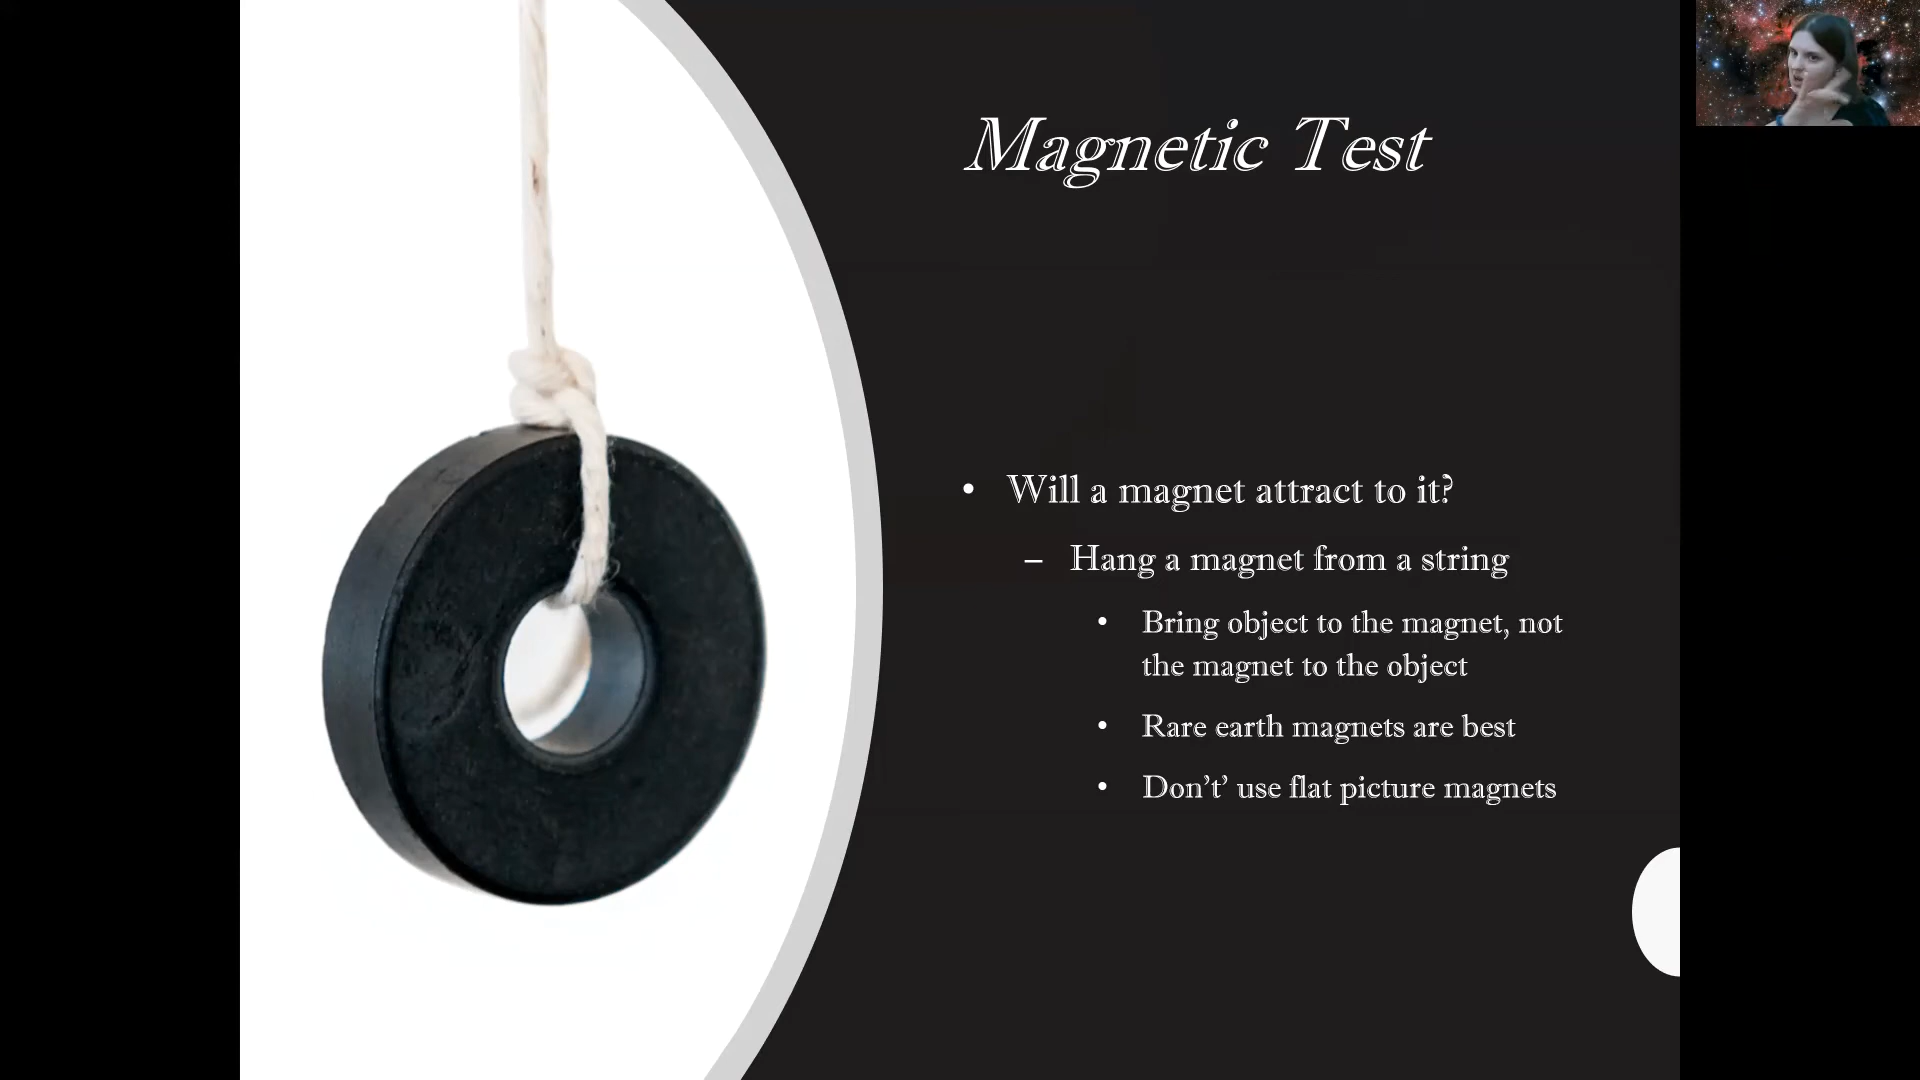 Magnetic Test
• Will a magnet attract to it?
– Hang a magnet from a string
• Bring object to the magnet, not
the magnet to the object
• Rare earth magnets are best
• Don’t’ use flat picture magnets